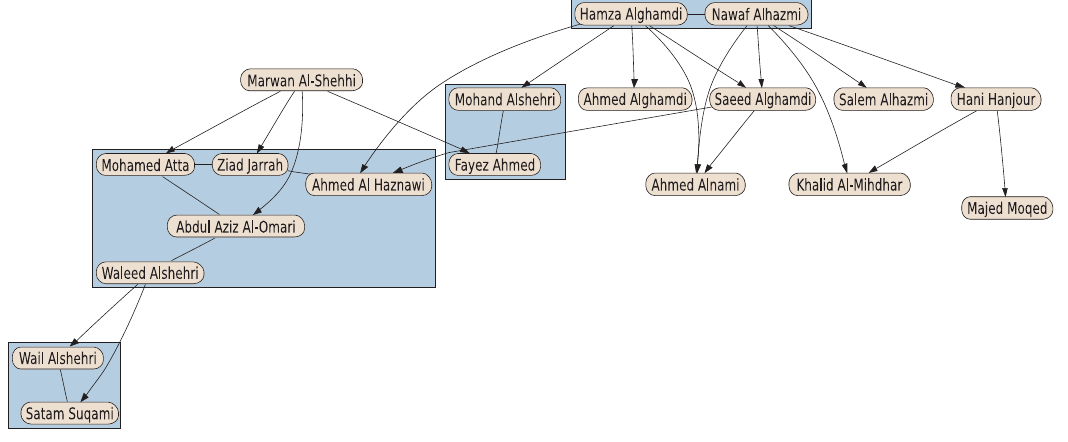 Hamza Alghamdi
Nawaf Alhazmi
Marwan Al-Shehhi
Mohand Alshehri
Ahmed Alghamdi
Saeed Alghamdi
Salem Alhazmi
Hani Hanjour
Mohamed Atta
Ziad Jarrah
Fayez Ahmed
Ahmed Al Haznawi
Ahmed Alnami
Khalid Al-Mihdhar
Majed Moqed
Abdul Aziz Al-Omari
Waleed Alshehri
Wail Alshehri
Satam Suqami